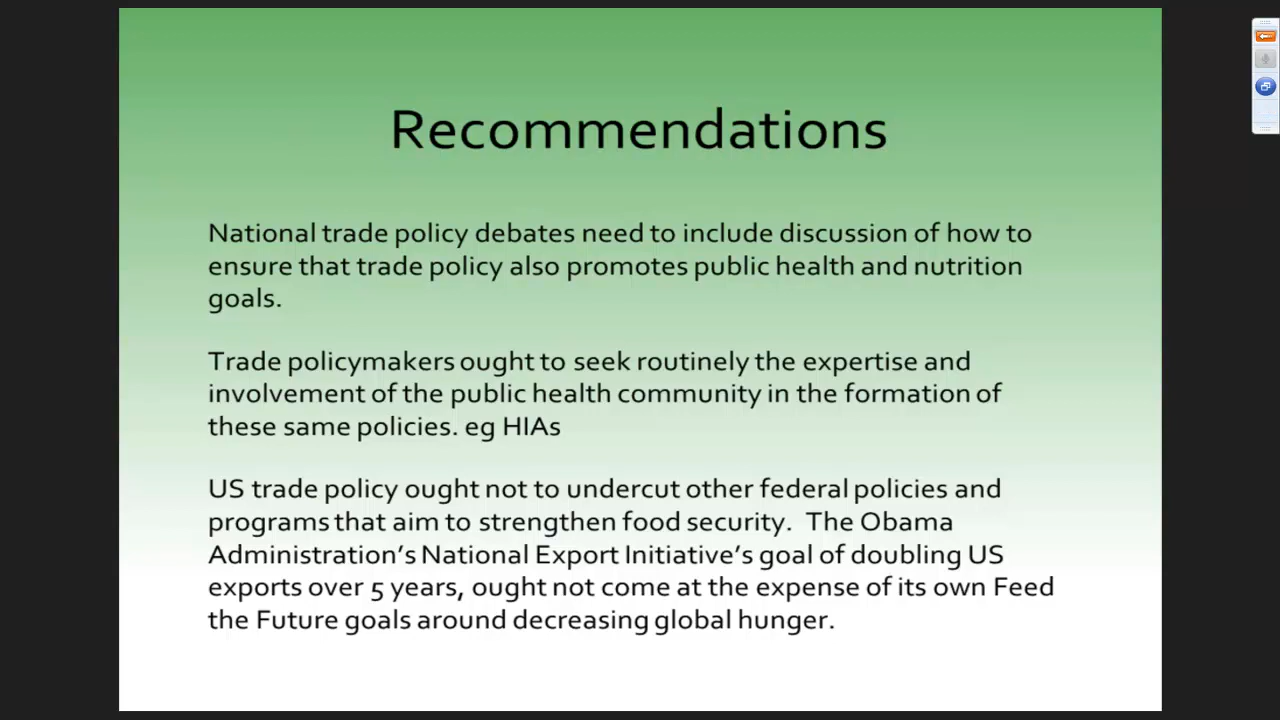 Recommendations
National trade policy debates need to include discussion of how to
ensure that trade policy also promotes public health and nutrition
goals.
Trade policymakers ought to seek routinely the expertise and
involvement of the public health community in the formation of
these same policies. eg HIAs
US trade policy ought not to undercut other federal policies and
programs that aim to strengthen food security.  The Obama
Administration's National Export Initiative's goal of doubling US
exports over 5 years, ought not come at the expense of its own Feed
the Future goals around decreasing global hunger.